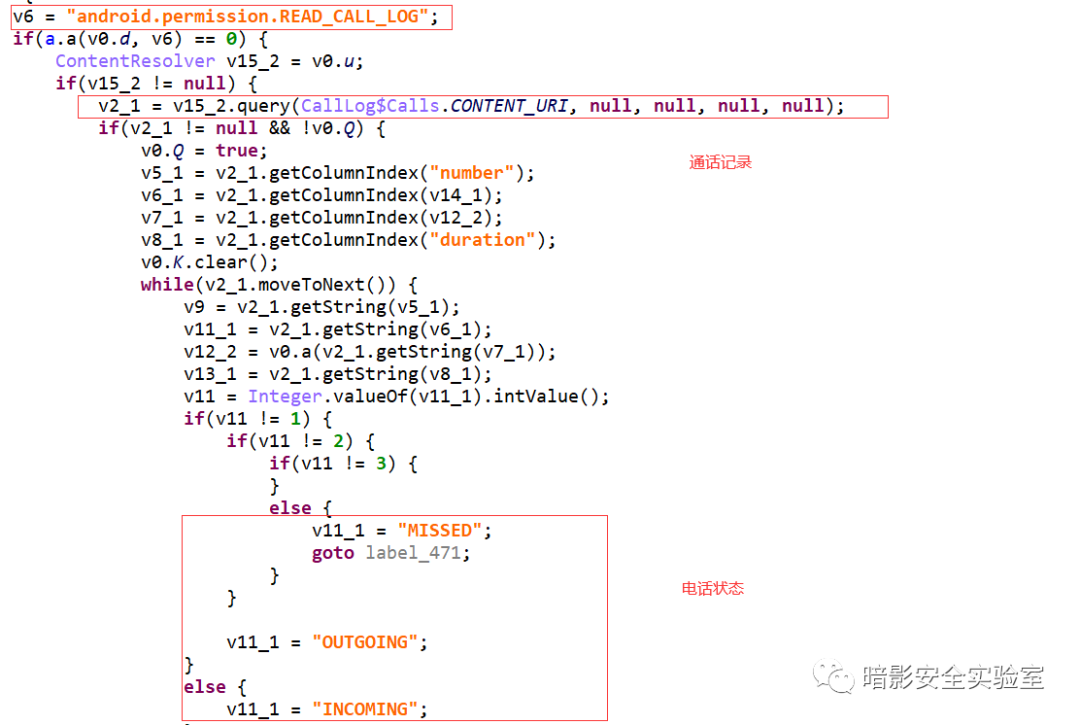 v6 = "android.permission.READ_CALL_LOG";
if(a.a(v0.d, v6) == 0) {
ContentResolver v15_2 = v0.u;
if(v15_2 != null) {
v2_1 = v15_2.query(CallLog$Calls.CONTENT_URI, null, null, null, null);
if(v2_1 != null && !v0.Q) {
v0.Q = true;
通话记录
v5_1 = v2_1.getColumnIndex("number");
v6_1 = v2_1.getColumnIndex(v14_1);
v7_1 = v2_1.getColumnIndex(v12_2);
v8_1 = v2_1.getColumnIndex("duration");
v0.K.clear();
while(v2_1.moveToNext()) {
v9 = v2_1.getString(v5_1);
v11_1 = v2_1.getString(v6_1);
v12_2 = v0.a(v2_1.getString(v7_1));
v13_1 = v2_1.getString(v8_1);
v11 = Integer.valueOf(v11_1).intValue();
if(v11 != 1) {
if(v11 != 2) {
if(v11 != 3) {
}
else {
v11_1 = "MISSED";
goto label_471;
}
电话状态
}
v11_1 = "OUTGOING";
}
else {
v11_1 = "INCOMING";
暗影安全实验室